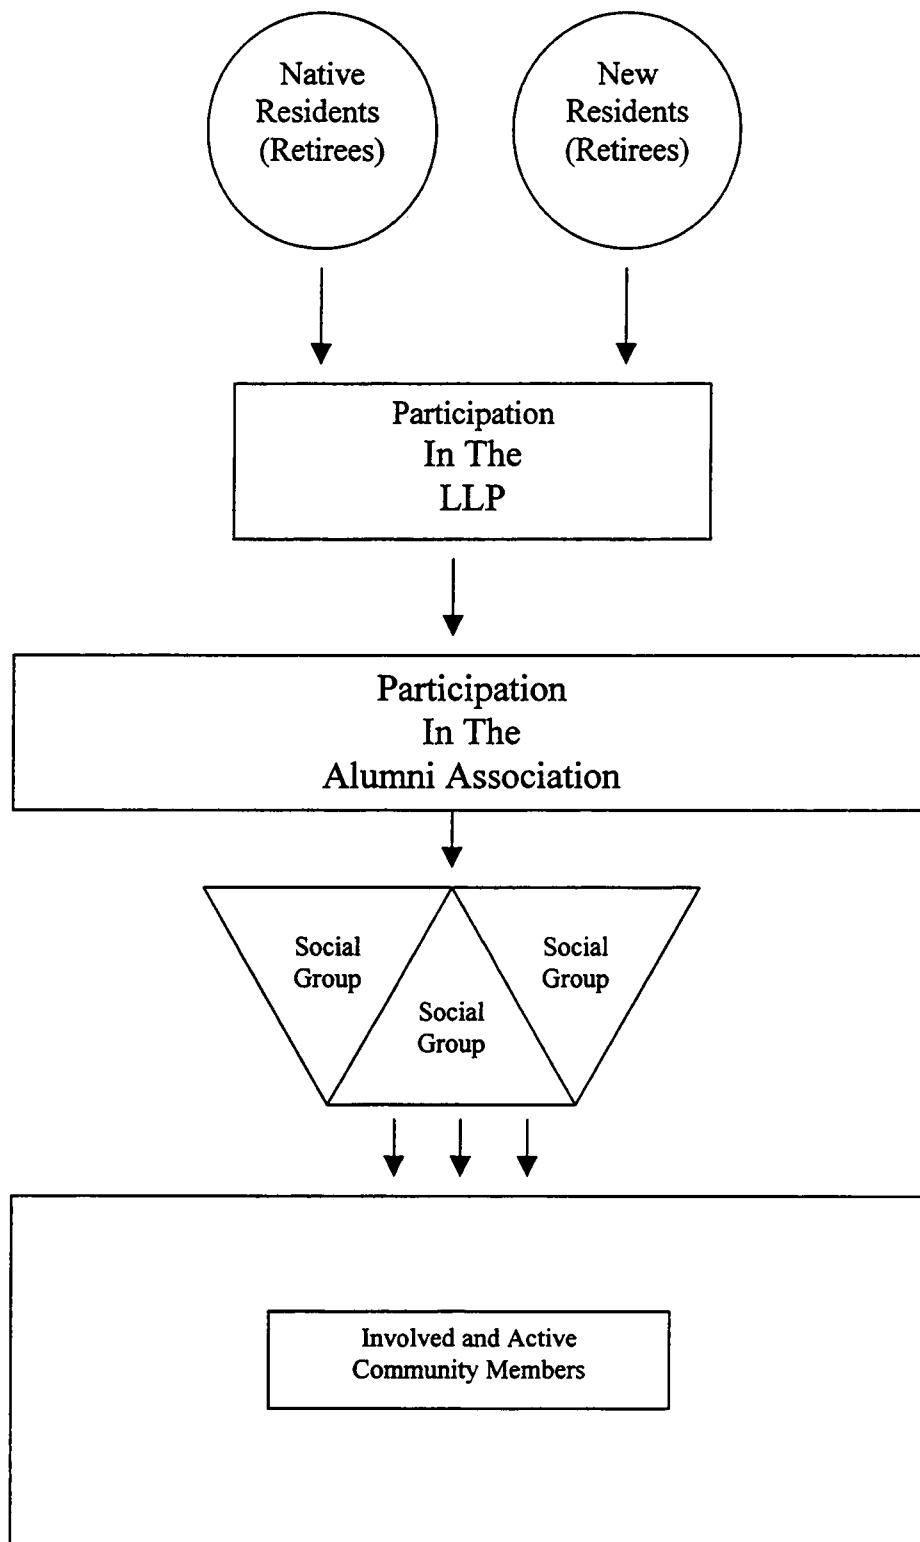 Native
Residents
(Retirees)
New
Residents
(Retirees)
Participation
In The
LLP
Participation
In The
Alumni Association
Social
Group
Social
Group
Social
Group
Involved and Active
Community Members